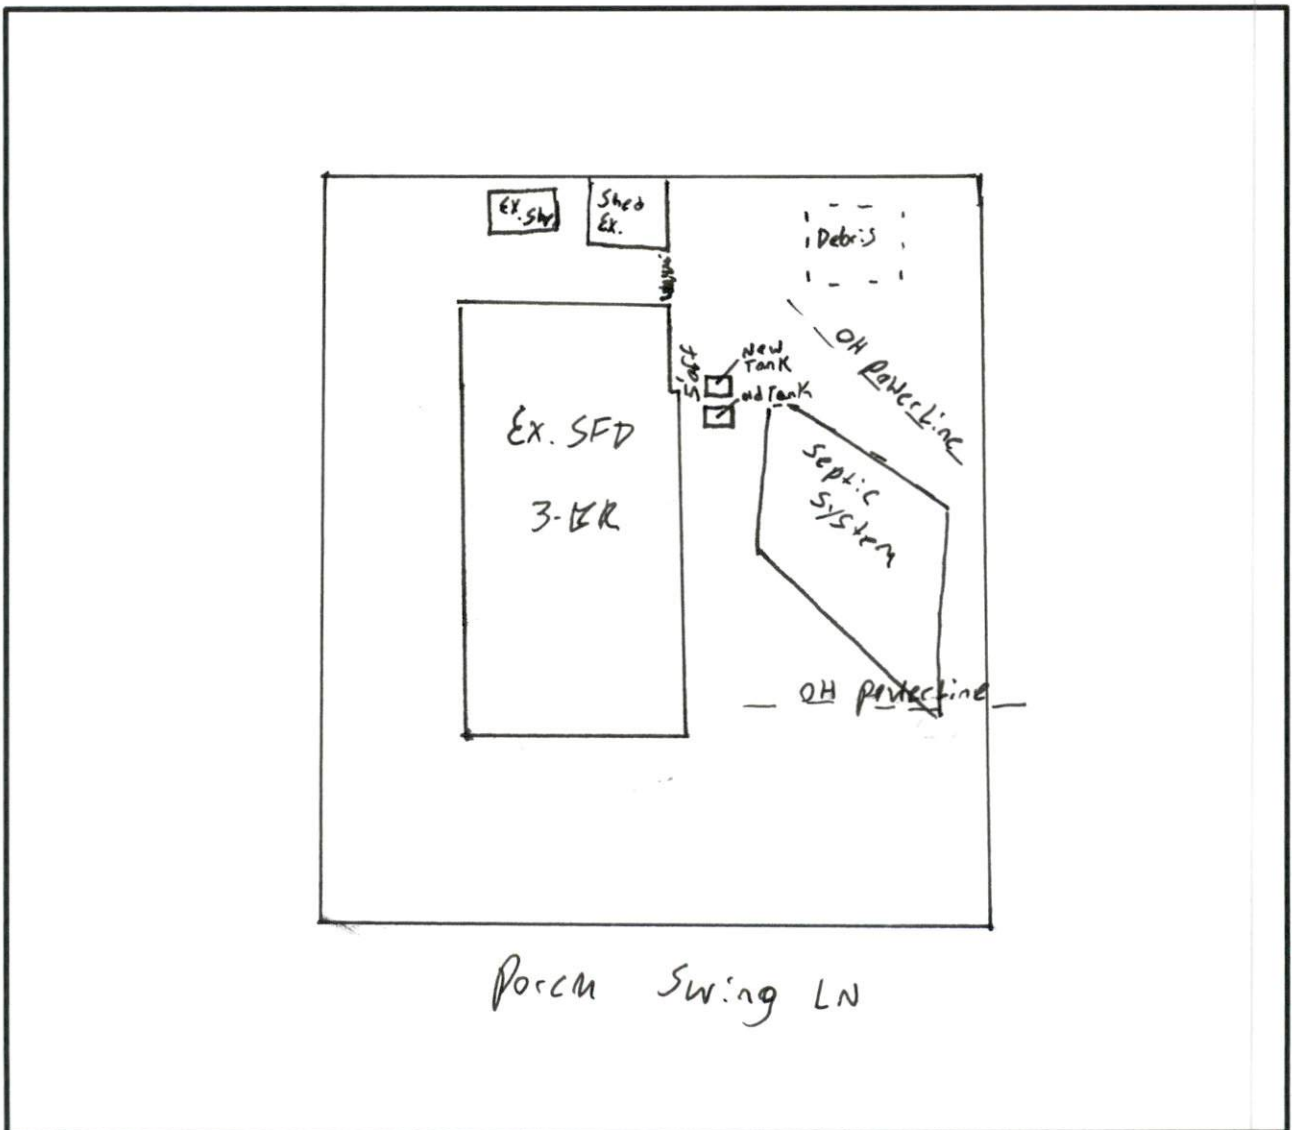 Ex.
Shed
Ex.
Debris
OH Powerline
New
Tank
old Tank
Ex. SFD
3-BR
Septic
System
OH Powerline
Porch Swing LN